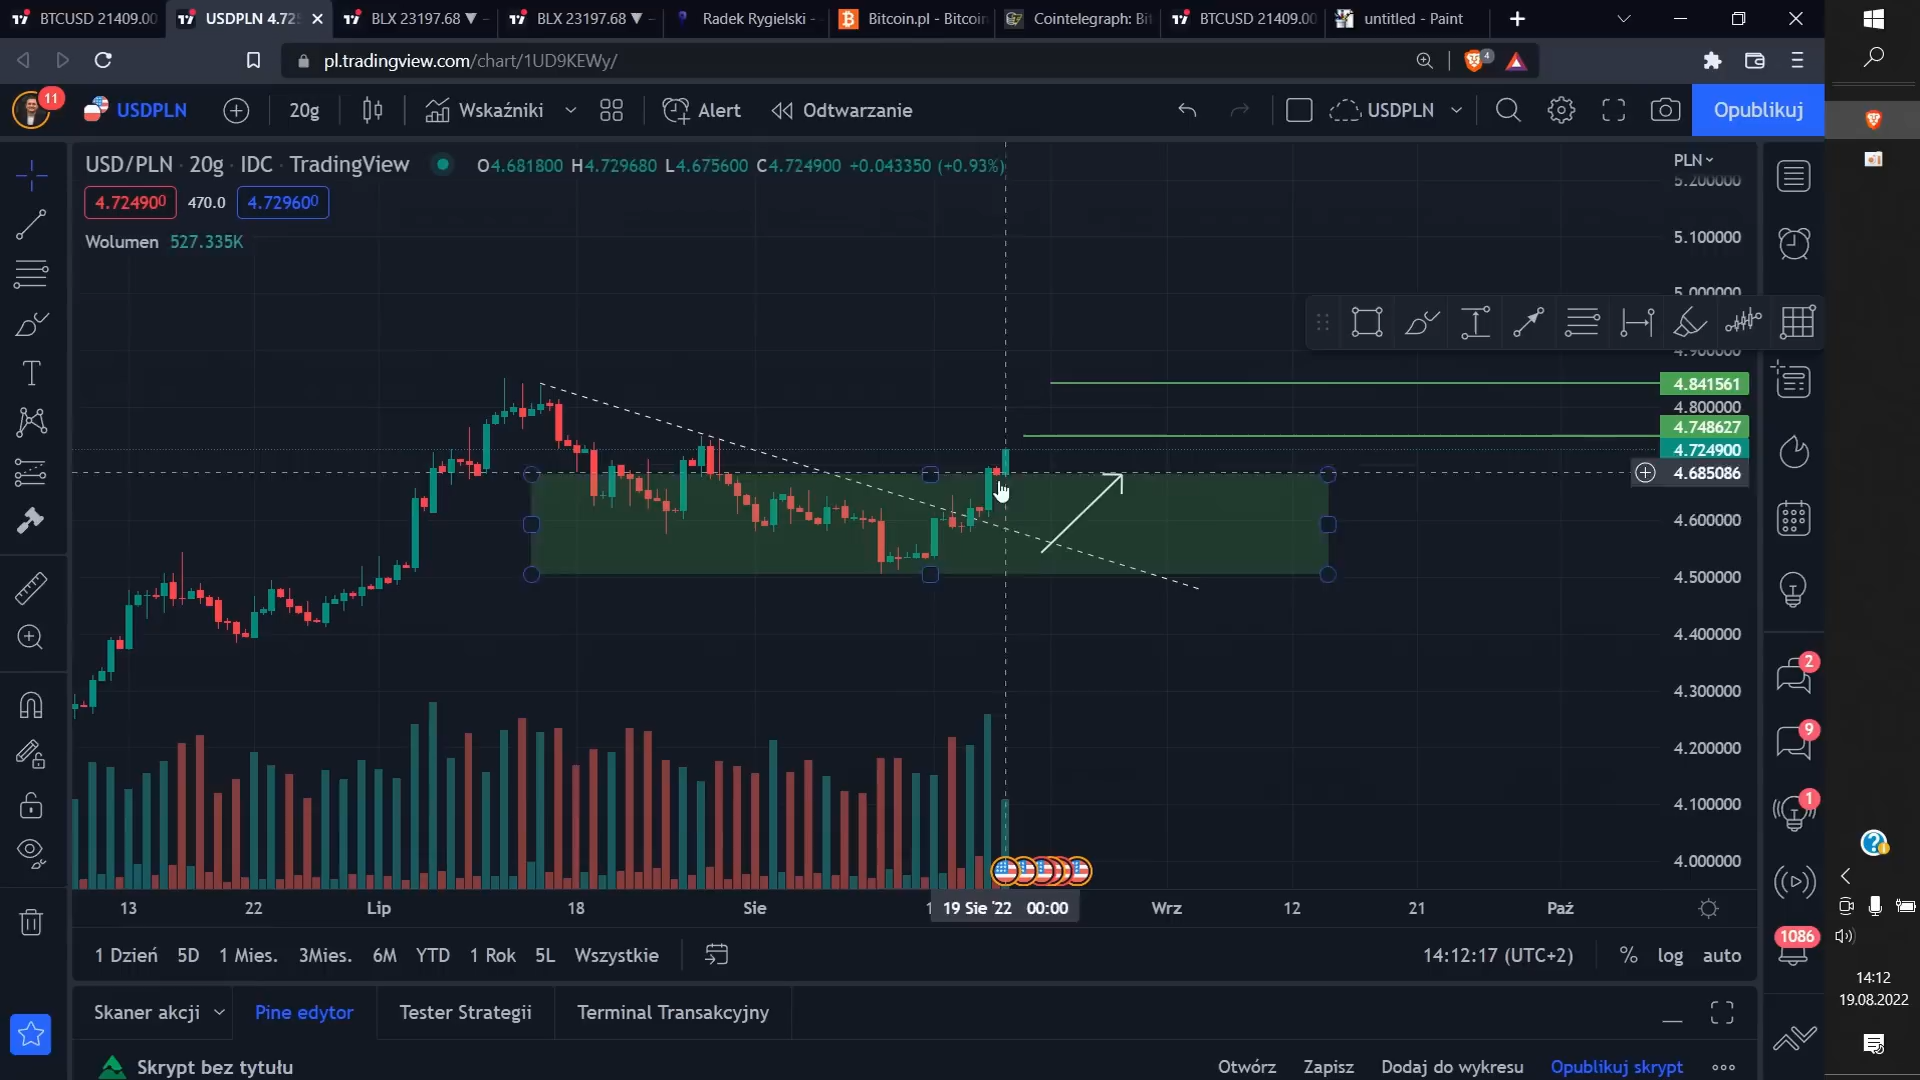 BTCUSD 21409.00
USDPLN 4.725
BLX 23197.68 ▼ -
BLX 23197.68 ▼ -
Radek Rygielski -
Bitcoin.pl - Bitcoin
Cointelegraph: Bit
BTCUSD 21409.00
untitled - Paint
pl.tradingview.com/chart/1UD9KEWy/
4
11
USDPLN
20g
Wskaźniki
Alert
Odtwarzanie
USDPLN
Opublikuj
USD/PLN · 20g · IDC · TradingView
O4.681800 H4.729680 L4.675600 C4.724900 +0.043350 (+0.93%)
PLN
5.200000
4.724900
470.0
4.729600
Wolumen 527.335K
5.100000
5.000000
4.900000
4.841561
4.800000
4.748627
4.724900
4.685086
4.600000
4.500000
4.400000
4.300000
4.200000
4.100000
4.000000
2
9
1
1086
13
22
Lip
18
Sie
19 Sie '22 00:00
Wrz
12
21
Paź
1 Dzień
5D
1 Mies.
3Mies.
6M
YTD
1 Rok
5L
Wszystkie
14:12:17 (UTC+2)
%
log
auto
Skaner akcji
Pine edytor
Tester Strategii
Terminal Transakcyjny
Skrypt bez tytułu
Otwórz
Zapisz
Dodaj do wykresu
Opublikuj skrypt
14:12
19.08.2022